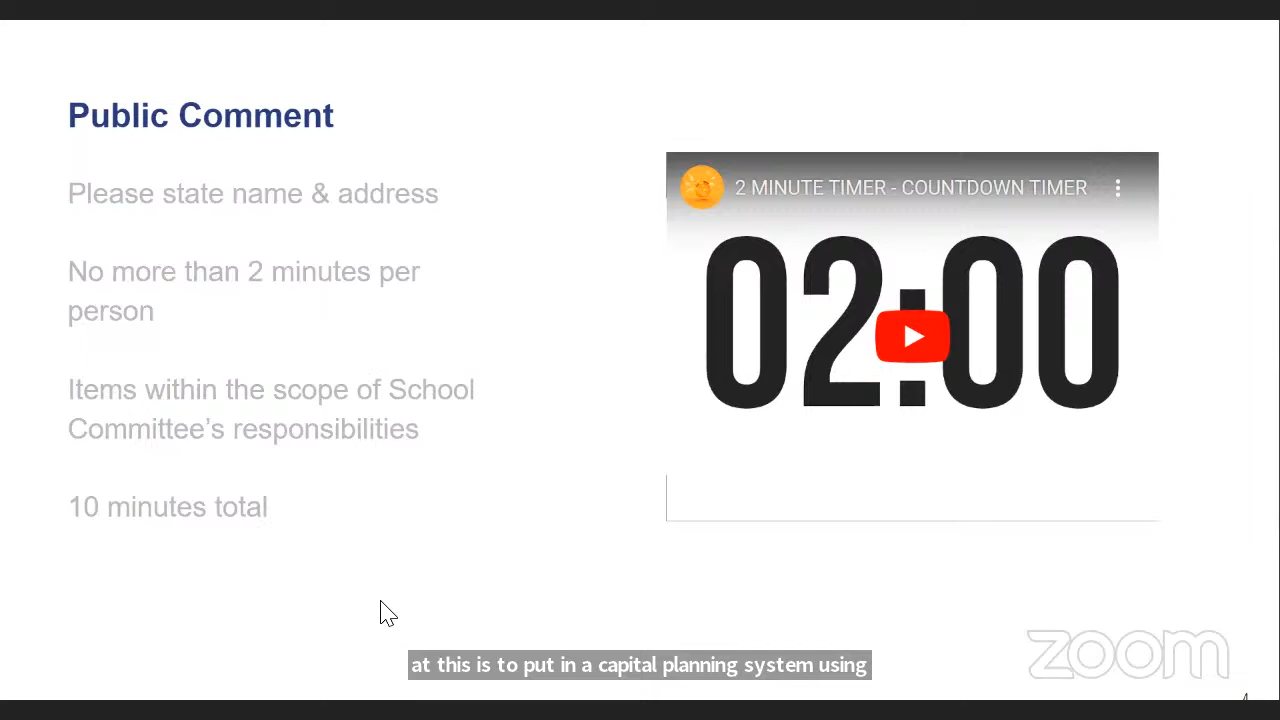 Public Comment
Please state name & address
No more than 2 minutes per
person
Items within the scope of School
Committee’s responsibilities
10 minutes total
2 MINUTE TIMER - COUNTDOWN TIMER
02:00
at this is to put in a capital planning system using
zoom
4